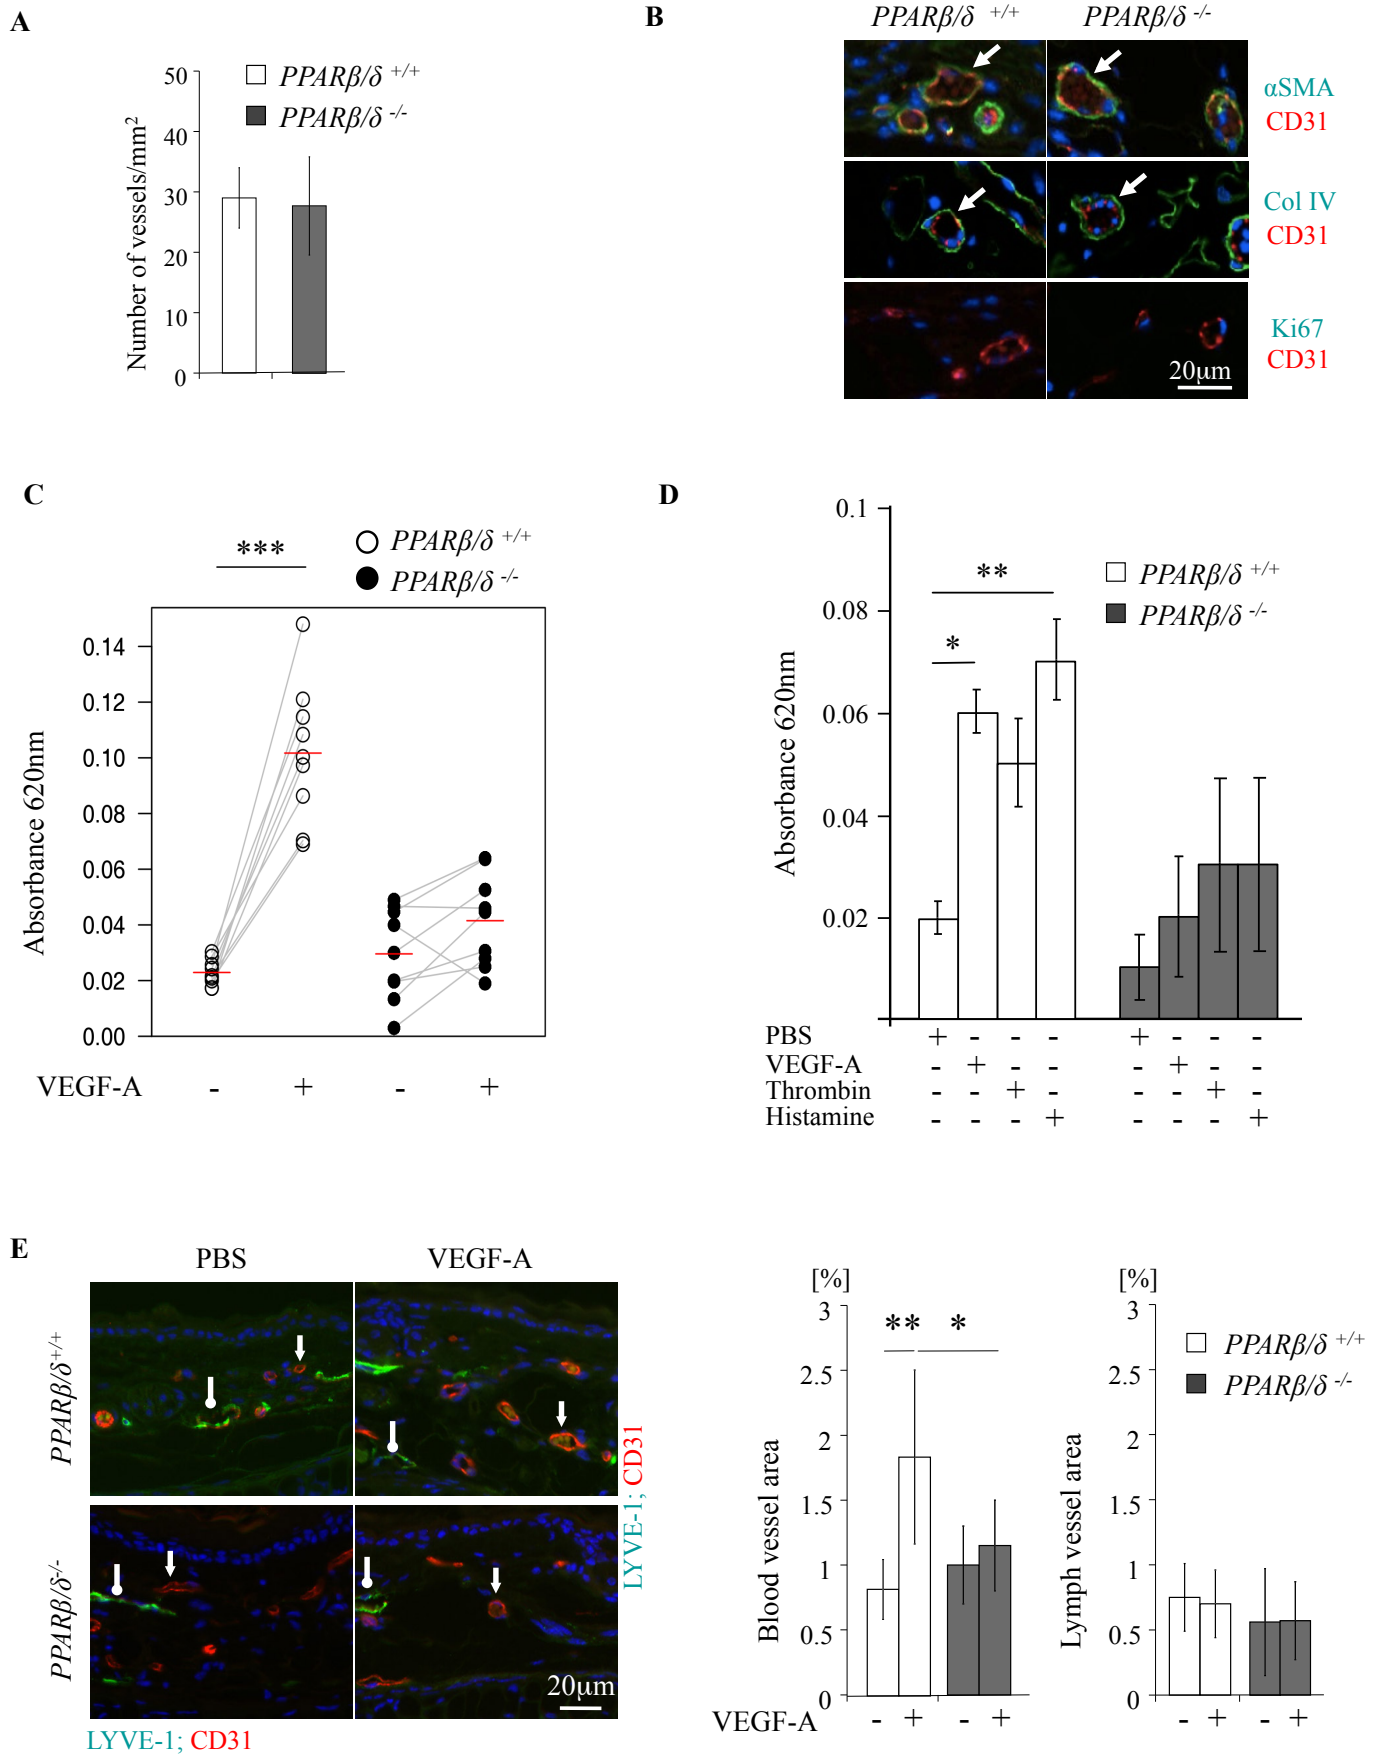 A
50
40
30
20
10
0
Number of vessels/mm²
PPARβ/δ +/+
PPARβ/δ -/-
B
PPARβ/δ +/+ PPARβ/δ -/-
αSMA
CD31
Col IV
CD31
Ki67
CD31
20μm
C
***
PPARβ/δ +/+
PPARβ/δ -/-
0.14
0.12
0.10
0.08
0.06
0.04
0.02
0.00
Absorbance 620nm
VEGF-A - + - +
D
0.1
0.08
0.06
0.04
0.02
Absorbance 620nm
**
*
PPARβ/δ +/+
PPARβ/δ -/-
PBS + - - - + - - -
VEGF-A - + - - - + - -
Thrombin - - + - - - + -
Histamine - - - + - - - +
E
PBS VEGF-A
PPARβ/δ+/+
PPARβ/δ-/-
20μm
LYVE-1; CD31
LYVE-1; CD31
[%]
3
2.5
2
1.5
1
0.5
0
Blood vessel area
** *
VEGF-A - + - +
[%]
3
2.5
2
1.5
1
0.5
0
Lymph vessel area
PPARβ/δ +/+
PPARβ/δ -/-
- + - +